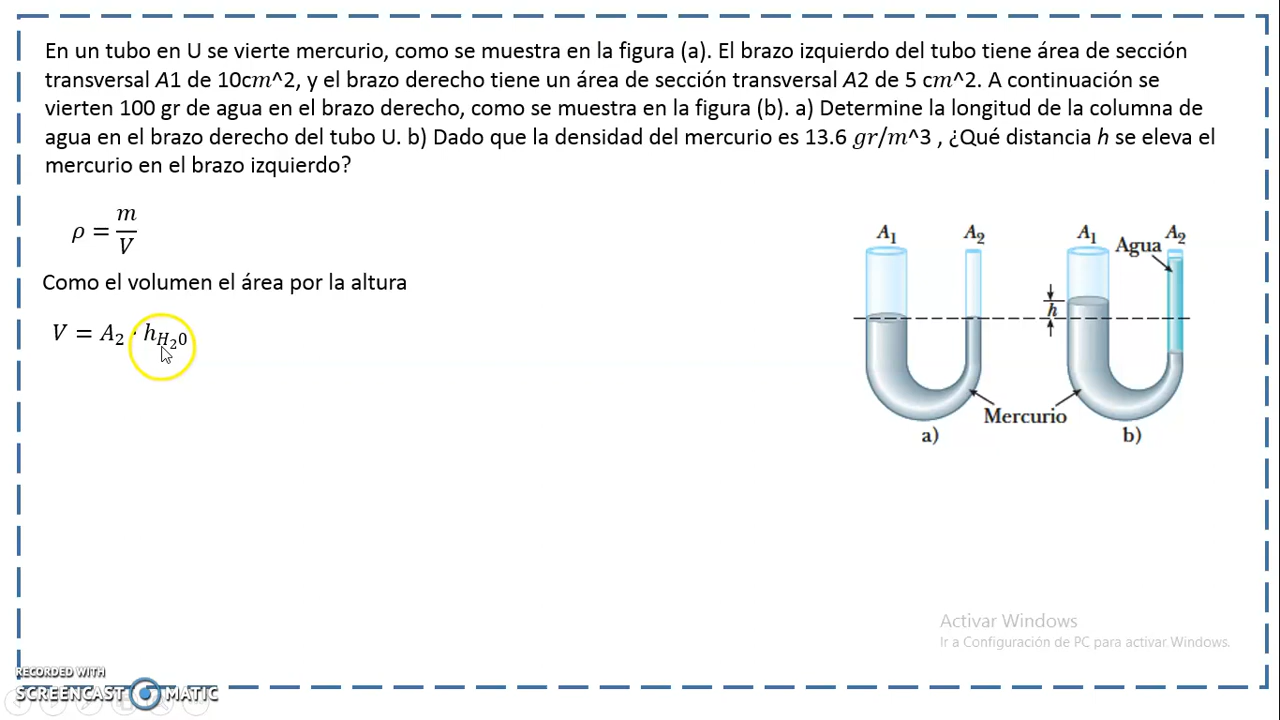 En un tubo en U se vierte mercurio, como se muestra en la figura (a). El brazo izquierdo del tubo tiene área de sección
transversal A1 de 10cm^2, y el brazo derecho tiene un área de sección transversal A2 de 5 cm^2. A continuación se
vierten 100 gr de agua en el brazo derecho, como se muestra en la figura (b). a) Determine la longitud de la columna de
agua en el brazo derecho del tubo U. b) Dado que la densidad del mercurio es 13.6 gr/m^3 , ¿Qué distancia h se eleva el
mercurio en el brazo izquierdo?
ρ = m/V
Como el volumen el área por la altura
V = A₂ · h_{H₂0}
A₁ A₂ A₁ A₂
Agua
h
Mercurio
a) b)
Activar Windows
Ir a Configuración de PC para activar Windows.
RECORDED WITH
SCREENCAST MATIC